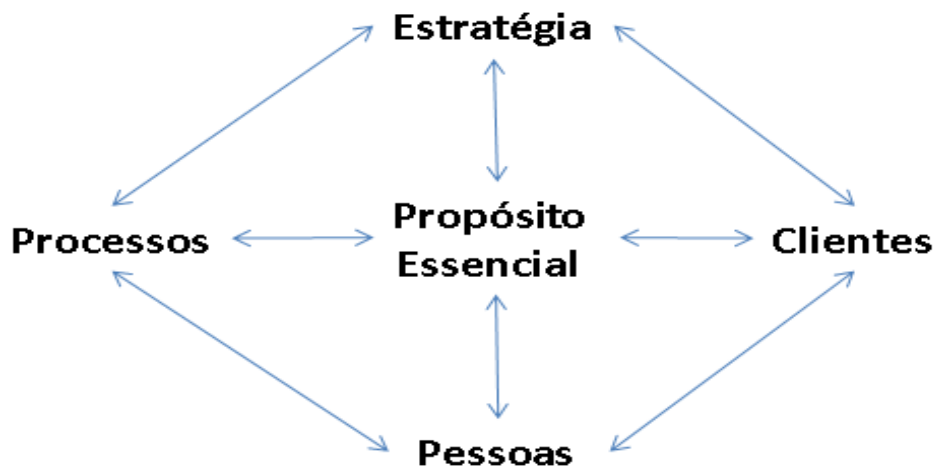 Estratégia
Propósito
Essencial
Processos
Clientes
Pessoas